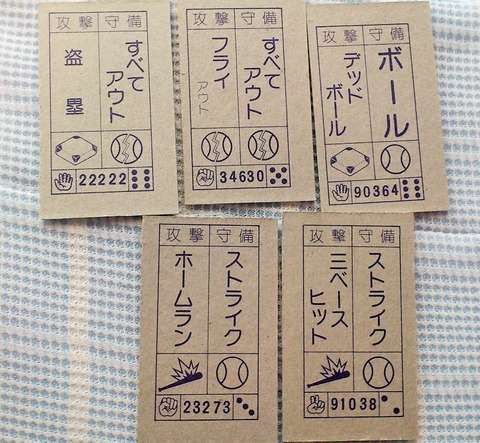 攻撃 守備
すべて
アウト
盗塁
22222
攻撃 守備
すべて
アウト
フライ
アウト
34630
攻撃 守備
ボール
デッド
ボール
90364
攻撃 守備
ストライク
ホームラン
23273
攻撃 守備
ストライク
三ベース
ヒット
91038